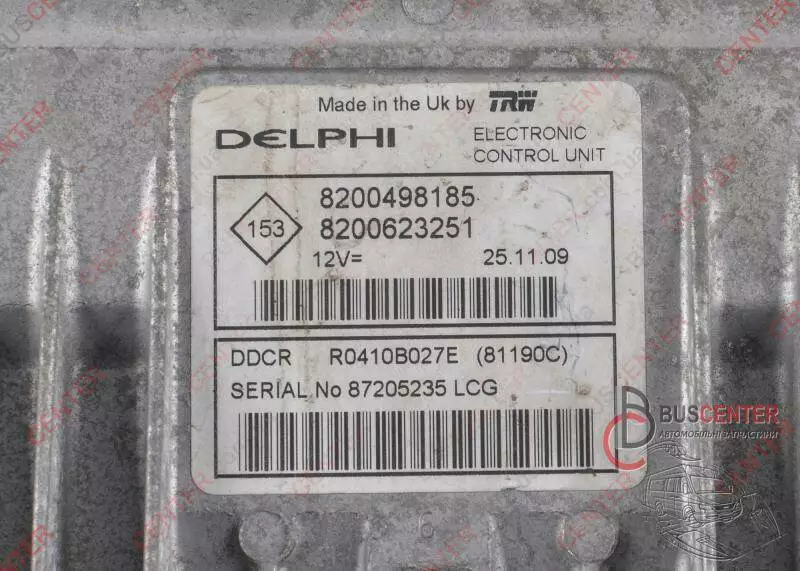 Made in the Uk by TRW
DELPHI
ELECTRONIC
CONTROL UNIT
153
8200498185
8200623251
12V=
25.11.09
DDCR R0410B027E (81190C)
SERIAL No 87205235 LCG
BUSCENTER
АВТОМОБІЛЬНІ ЗАПЧАСТИНИ
6